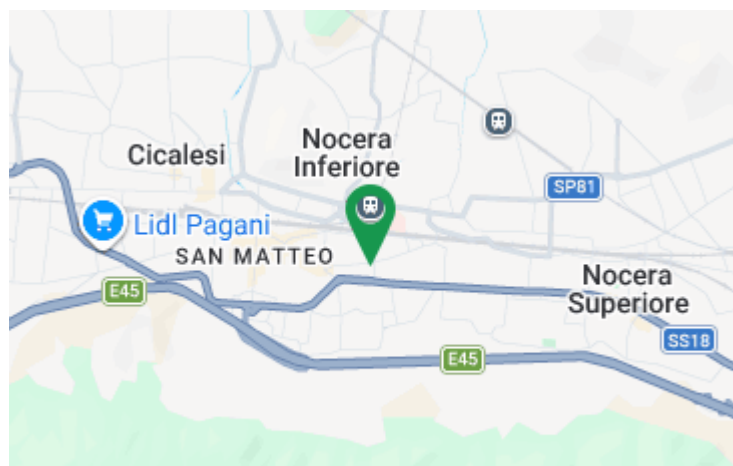 Nocera
Inferiore
Cicalesi
SP81
Lidl Pagani
SAN MATTEO
Nocera
Superiore
E45
SS18
E45